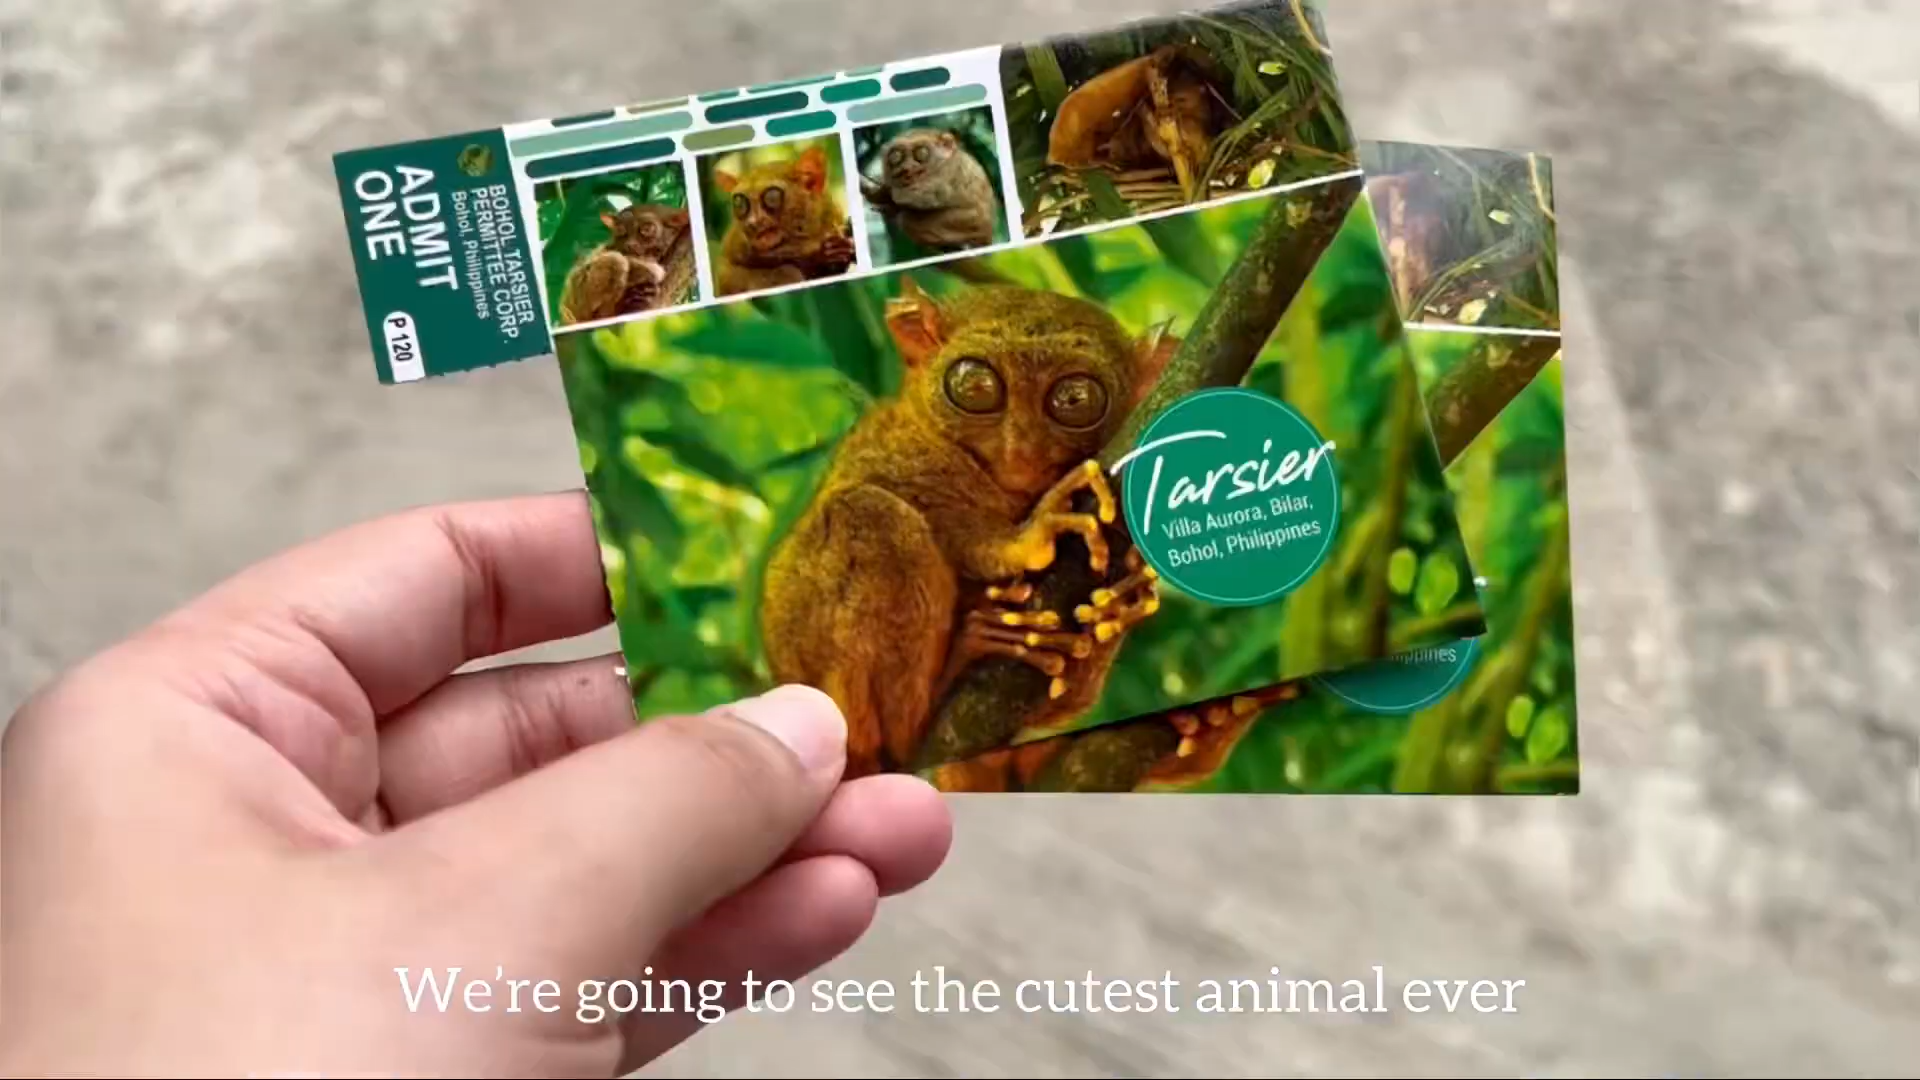 ADMIT
ONE
BOHOL TARSIER
PERMITTEE CORP.
Bohol, Philippines
P 120
Tarsier
Villa Aurora, Bilar,
Bohol, Philippines
We’re going to see the cutest animal ever